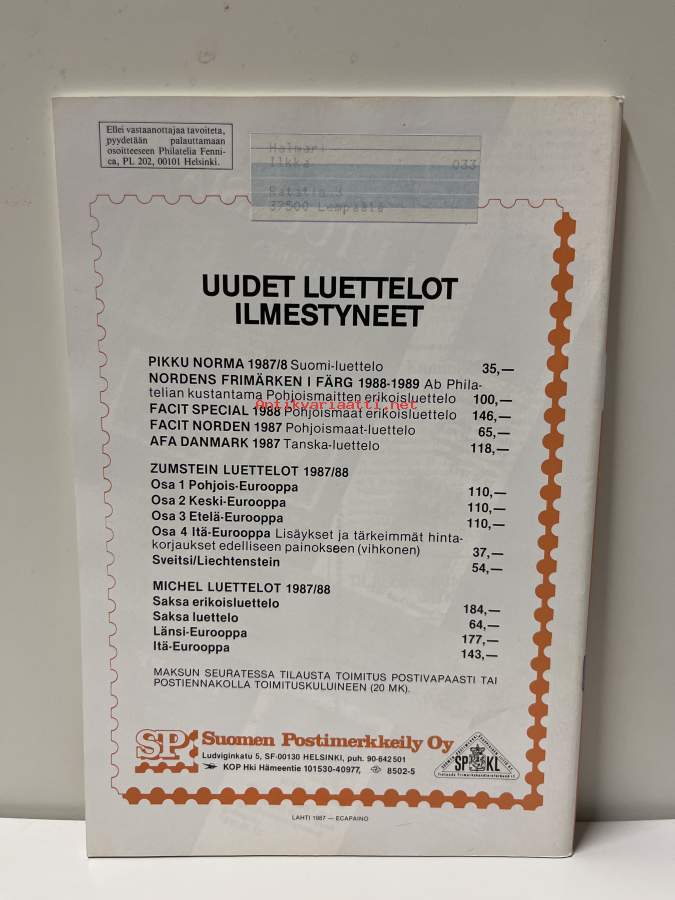 Ellei vastaanottajaa tavoiteta,
pyydetään palauttamaan
osoitteeseen Philatelia Fenni-
ca, PL 202, 00101 Helsinki.
Halmari
Ilkka 033
37500 Lempäälä
UUDET LUETTELOT
ILMESTYNEET
PIKKU NORMA 1987/8 Suomi-luettelo 35,—
NORDENS FRIMÄRKEN I FÄRG 1988-1989 Ab Phila-
telian kustantama Pohjoismaitten erikoisluettelo 100,—
Antikvariaatti.net
FACIT SPECIAL 1988 Pohjoismaat erikoisluettelo 146,—
FACIT NORDEN 1987 Pohjoismaat-luettelo 65,—
AFA DANMARK 1987 Tanska-luettelo 118,—
ZUMSTEIN LUETTELOT 1987/88
Osa 1 Pohjois-Eurooppa 110,—
Osa 2 Keski-Eurooppa 110,—
Osa 3 Etelä-Eurooppa 110,—
Osa 4 Itä-Eurooppa Lisäykset ja tärkeimmät hinta-
korjaukset edelliseen painokseen (vihkonen) 37,—
Sveitsi/Liechtenstein 54,—
MICHEL LUETTELOT 1987/88
Saksa erikoisluettelo 184,—
Saksa luettelo 64,—
Länsi-Eurooppa 177,—
Itä-Eurooppa 143,—
MAKSUN SEURATESSA TILAUSTA TOIMITUS POSTIVAPAASTI TAI
POSTIENNAKOLLA TOIMITUSKULUINEEN (20 MK).
SP Suomen Postimerkkeily Oy
Ludviginkatu 5, SF-00130 HELSINKI, puh. 90-642501
KOP Hki Hämeentie 101530-40977, 8502-5
SP KL
LAHTI 1987 — ECAPAINO